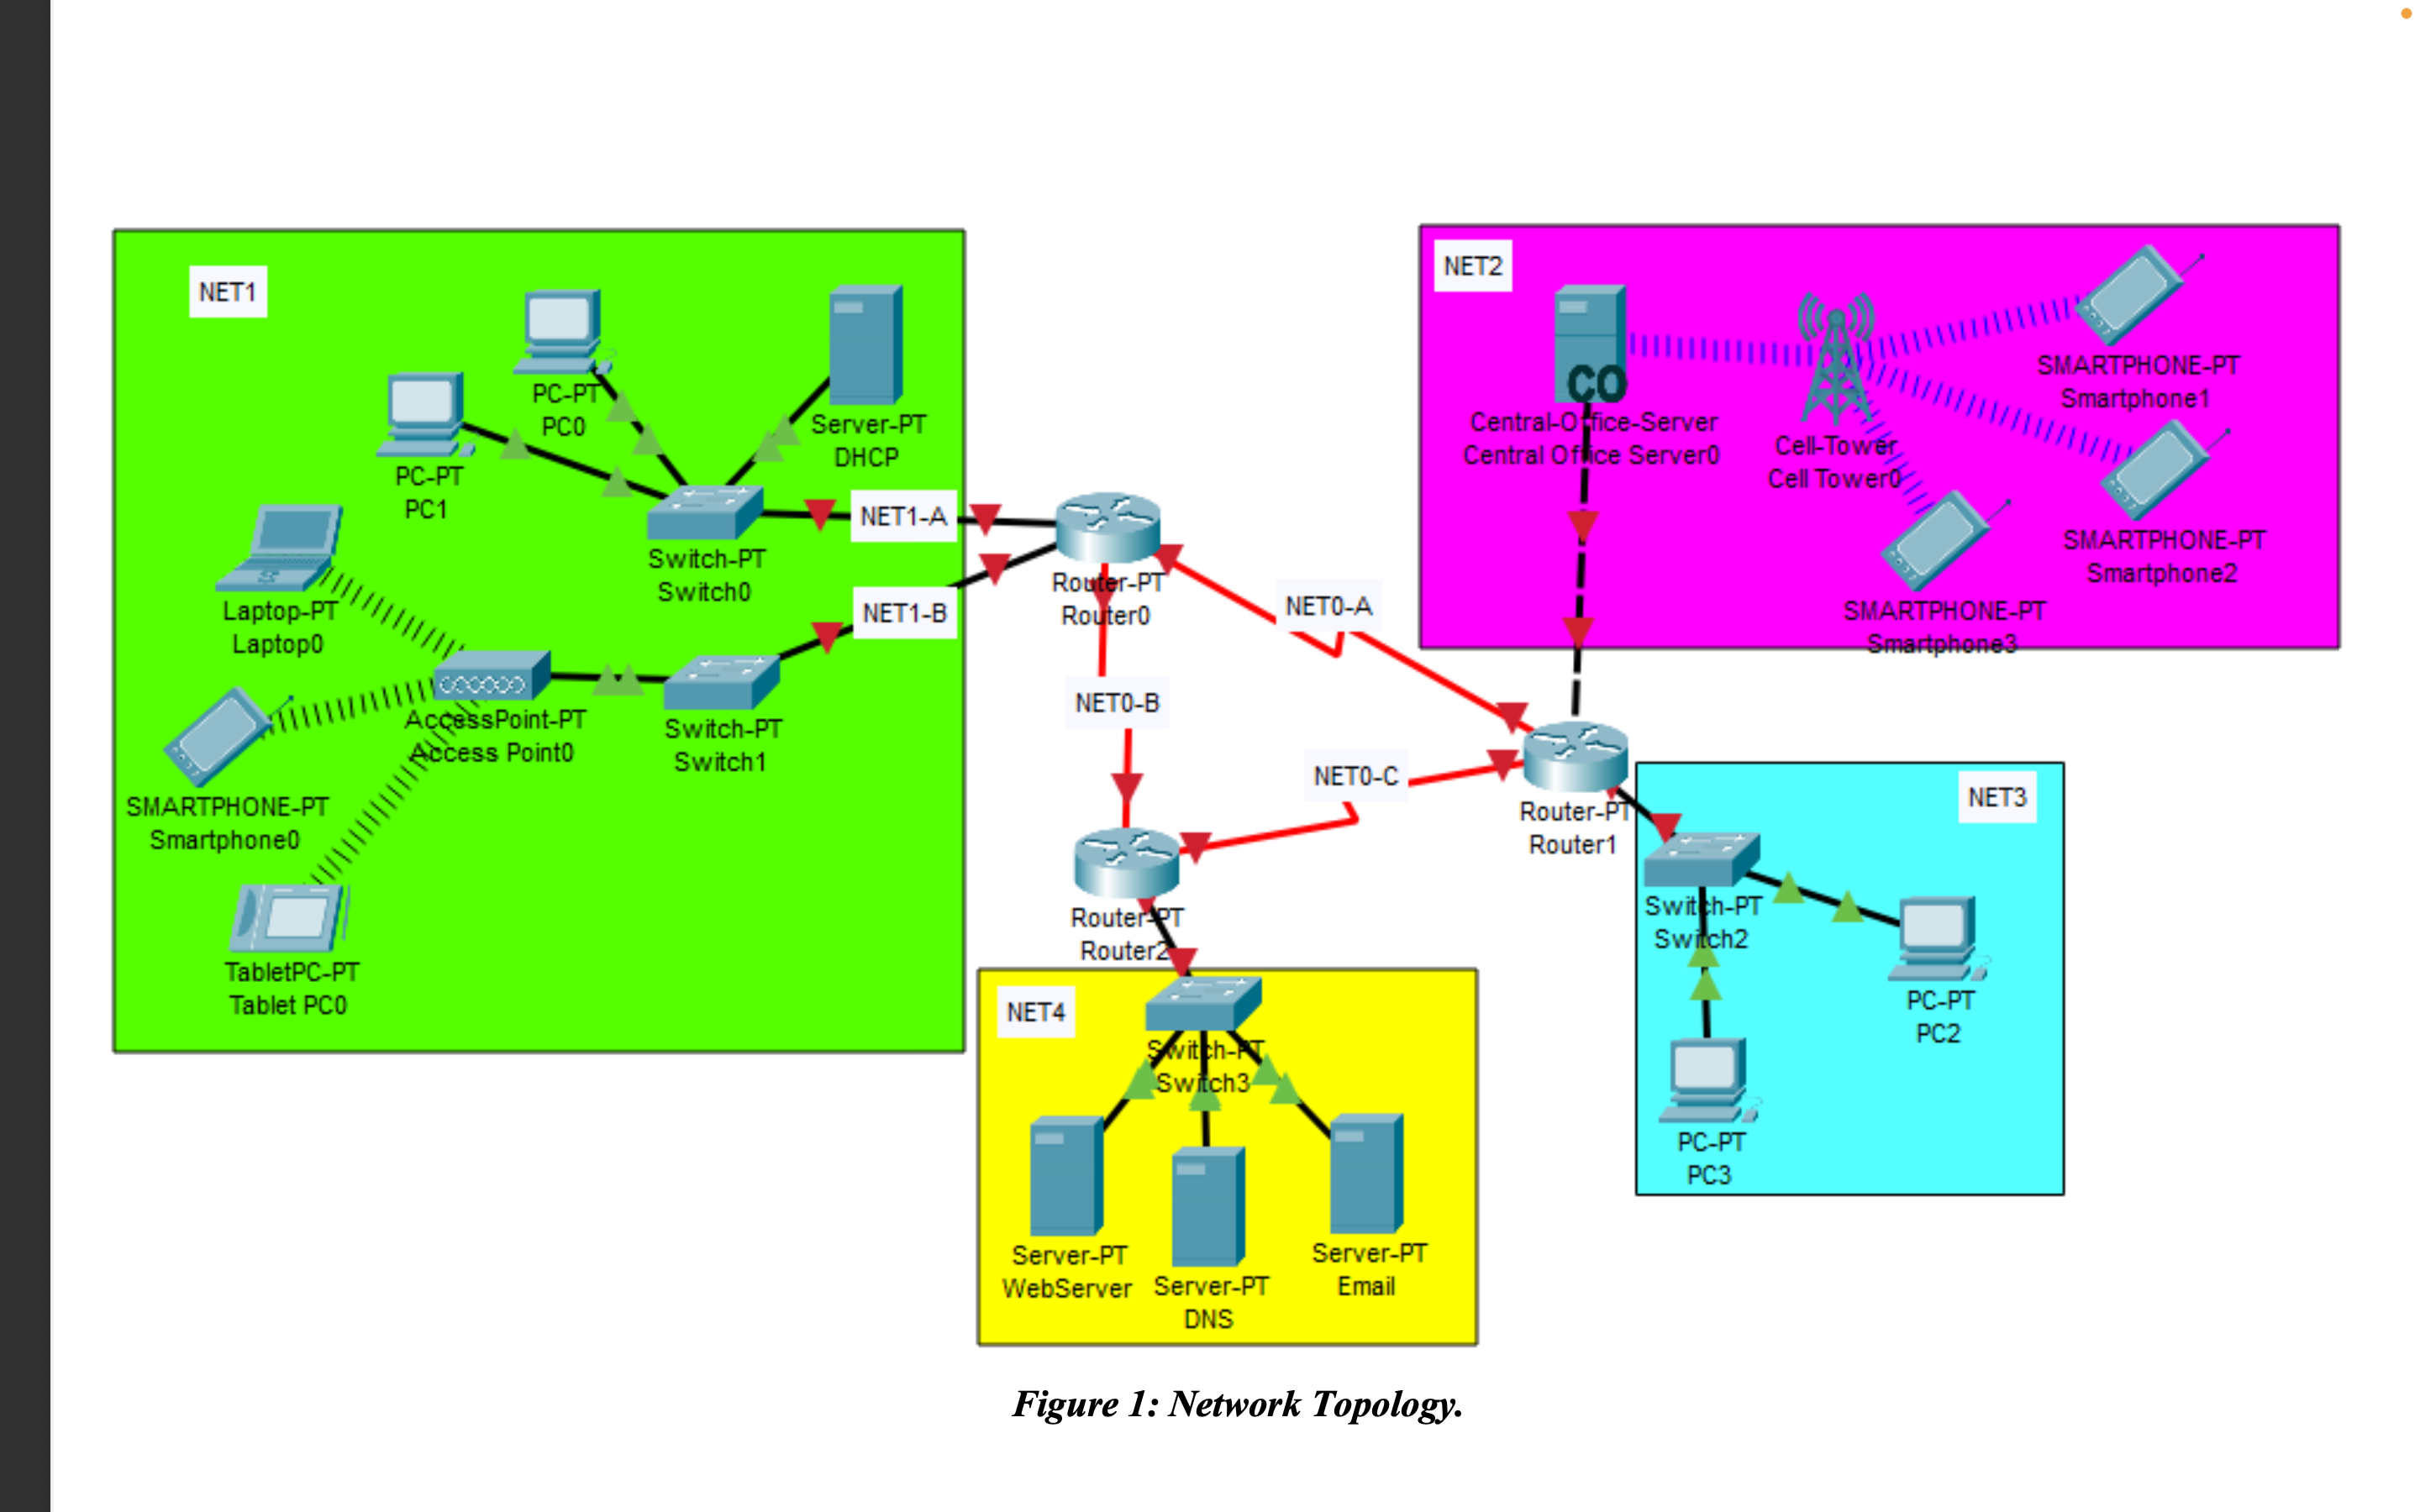 NET1
PC-PT
PC0
Server-PT
DHCP
PC-PT
PC1
NET1-A
Switch-PT
Switch0
Laptop-PT
Laptop0
NET1-B
AccessPoint-PT
Access Point0
Switch-PT
Switch1
SMARTPHONE-PT
Smartphone0
TabletPC-PT
Tablet PC0
Router-PT
Router0
NET0-A
NET0-B
NET0-C
Router-PT
Router2
Router-PT
Router1
NET2
CO
Central-Office-Server
Central Office Server0
Cell-Tower
Cell Tower0
SMARTPHONE-PT
Smartphone1
SMARTPHONE-PT
Smartphone2
SMARTPHONE-PT
Smartphone3
NET3
Switch-PT
Switch2
PC-PT
PC2
PC-PT
PC3
NET4
Switch-PT
Switch3
Server-PT
WebServer
Server-PT
DNS
Server-PT
Email
Figure 1: Network Topology.